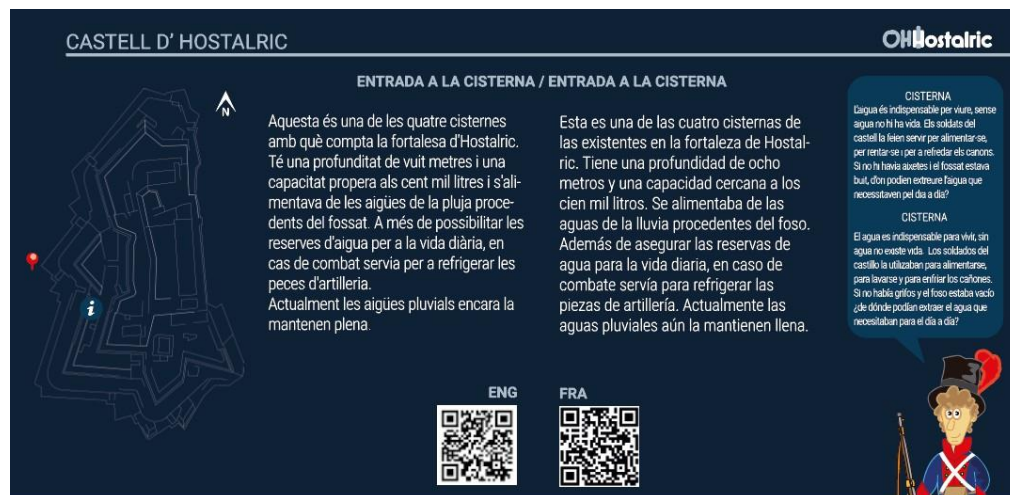 CASTELL D' HOSTALRIC
OHHostalric
ENTRADA A LA CISTERNA / ENTRADA A LA CISTERNA
N
Aquesta és una de les quatre cisternes
amb què compta la fortalesa d'Hostalric.
Té una profunditat de vuit metres i una
capacitat propera als cent mil litres i s'ali-
mentava de les aigües de la pluja proce-
dents del fossat. A més de possibilitar les
reserves d'aigua per a la vida diària, en
cas de combat servia per a refrigerar les
peces d'artilleria.
Actualment les aigües pluvials encara la
mantenen plena.
Esta es una de las cuatro cisternas de
las existentes en la fortaleza de Hostal-
ric. Tiene una profundidad de ocho
metros y una capacidad cercana a los
cien mil litros. Se alimentaba de las
aguas de la lluvia procedentes del foso.
Además de asegurar las reservas de
agua para la vida diaria, en caso de
combate servía para refrigerar las
piezas de artillería. Actualmente las
aguas pluviales aún la mantienen llena.
CISTERNA
L'aigua és indispensable per viure, sense
aigua no hi ha vida. Els soldats del
castell la feien servir per alimentar-se,
per rentar-se i per a refredar els canons.
Si no hi havia aixetes i el fossat estava
buit, d'on podien extreure l'aigua que
necessitaven pel dia a dia?
CISTERNA
El agua es indispensable para vivir, sin
agua no existe vida. Los soldados del
castillo la utilizaban para alimentarse,
para lavarse y para enfriar los cañones.
Si no había grifos y el foso estaba vacío
¿de dónde podían extraer el agua que
necesitaban para el día a día?
i
ENG
FRA